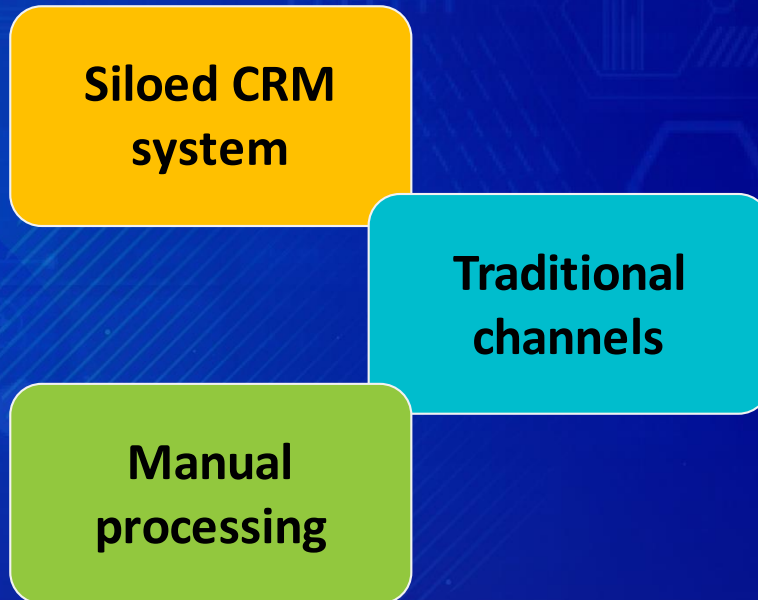 Siloed CRM
system
Traditional
channels
Manual
processing